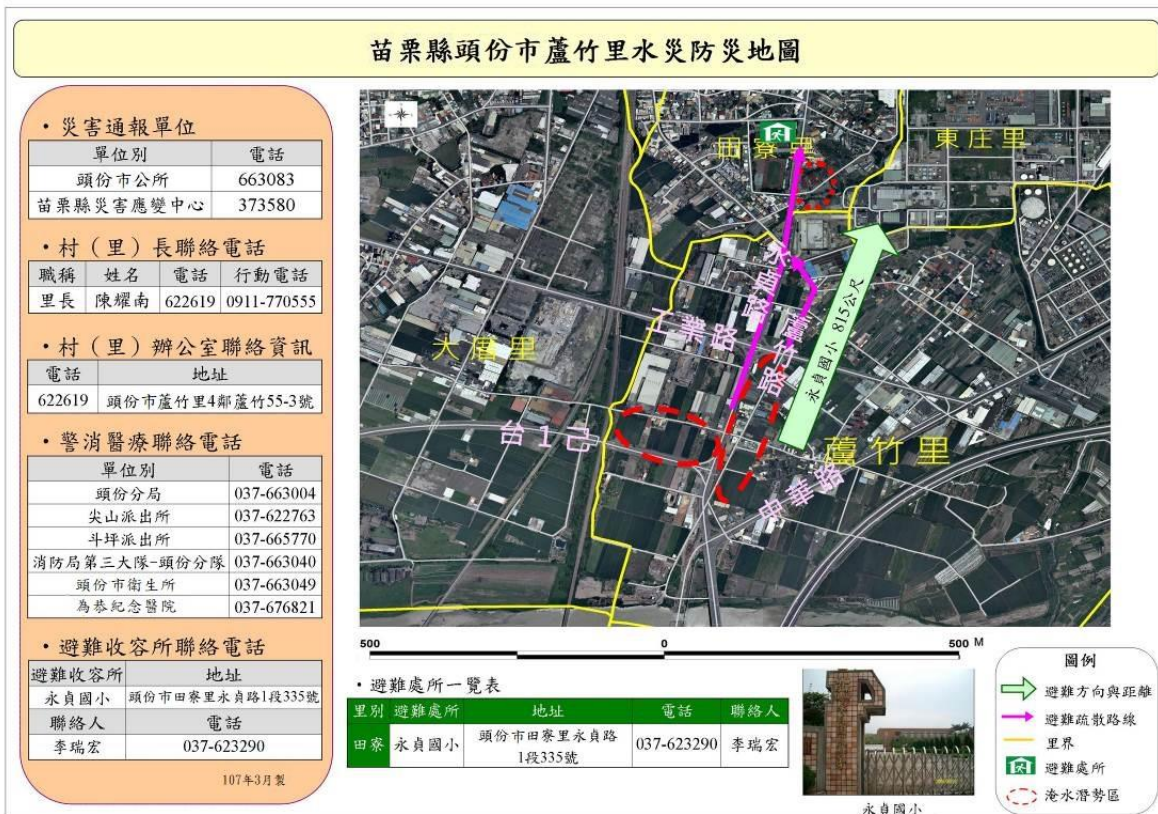 苗栗縣頭份市蘆竹里水災防災地圖
・災害通報單位
單位別 電話
頭份市公所 663083
苗栗縣災害應變中心 373580
・村（里）長聯絡電話
職稱 姓名 電話 行動電話
里長 陳耀南 622619 0911-770555
・村（里）辦公室聯絡資訊
電話 地址
622619 頭份市蘆竹里4鄰蘆竹55-3號
・警消醫療聯絡電話
單位別 電話
頭份分局 037-663004
尖山派出所 037-622763
斗坪派出所 037-665770
消防局第三大隊-頭份分隊 037-663040
頭份市衛生所 037-663049
為恭紀念醫院 037-676821
・避難收容所聯絡電話
避難收容所 地址
永貞國小 頭份市田寮里永貞路1段335號
聯絡人 電話
李瑞宏 037-623290
107年3月製
田寮里
東庄里
永貞路
工業路
蘆竹路
大厝里
永貞國小 815公尺
台1己
蘆竹里
中華路
500 0 500 M
・避難處所一覽表
里別 避難處所 地址 電話 聯絡人
田寮 永貞國小 頭份市田寮里永貞路
1段335號 037-623290 李瑞宏
永貞國小
圖例
避難方向與距離
避難疏散路線
里界
避難處所
淹水潛勢區